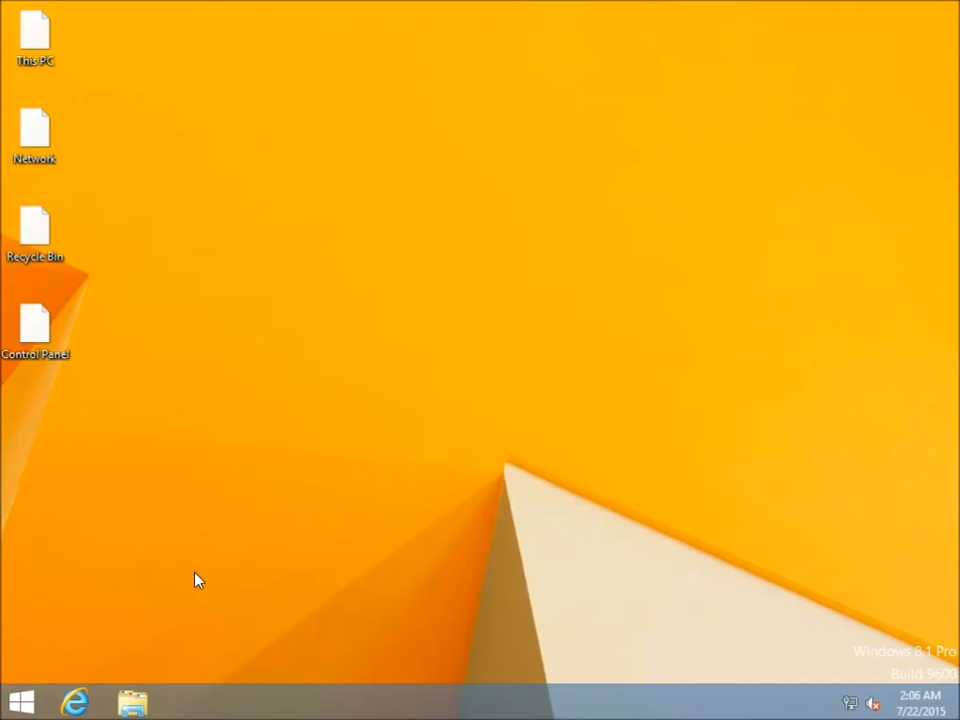 This PC
Network
Recycle Bin
Control Panel
Windows 8.1 Pro
Build 9600
2:06 AM
7/22/2015